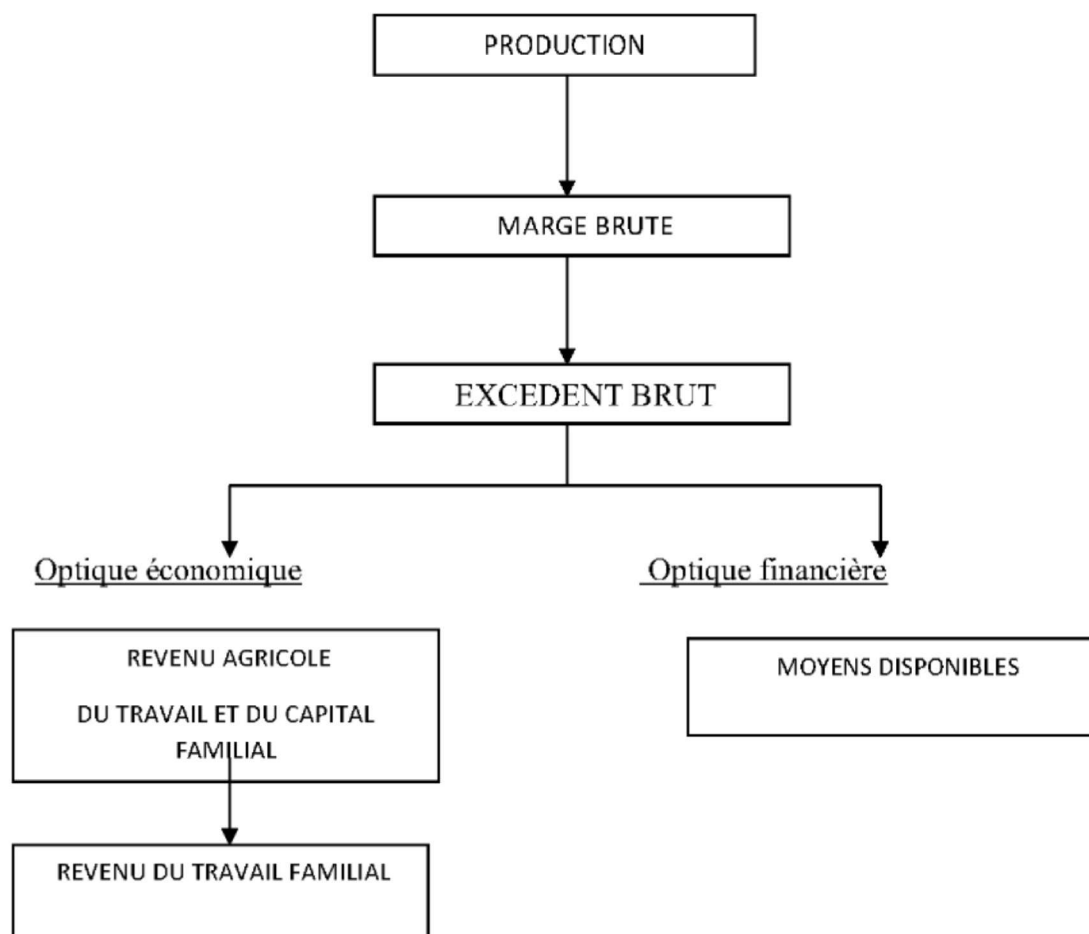 PRODUCTION
MARGE BRUTE
EXCEDENT BRUT
Optique économique
Optique financière
REVENU AGRICOLE
DU TRAVAIL ET DU CAPITAL
FAMILIAL
MOYENS DISPONIBLES
REVENU DU TRAVAIL FAMILIAL